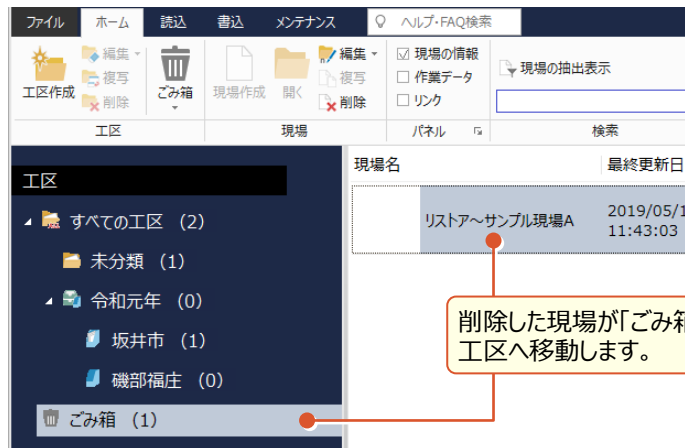 ファイル ホーム 読込 書込 メンテナンス ヘルプ・FAQ検索
工区作成 編集 複写 削除 ごみ箱
工区
現場作成 開く 編集 複写 削除
現場
現場の情報
作業データ
リンク
パネル
現場の抽出表示
検索
工区
すべての工区 (2)
未分類 (1)
令和元年 (0)
坂井市 (1)
磯部福庄 (0)
ごみ箱 (1)
現場名 最終更新日
リストア~サンプル現場A 2019/05/1
11:43:03
削除した現場が「ごみ箱
工区へ移動します。